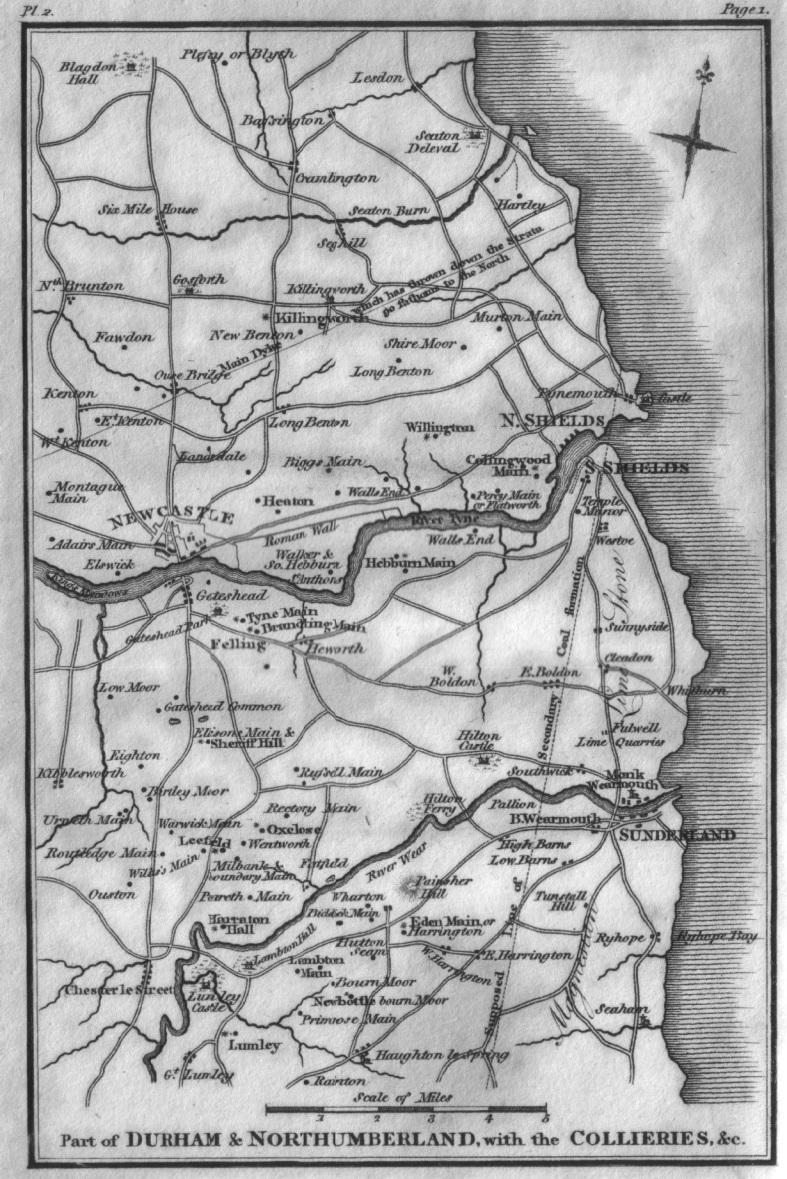 Pl. 2.
Page 1.
Blagdon
Hall
Plesey or Blyth
Lesdon
Bassington
Seaton
Deleval
Cramlington
Hartley
Six Mile House
Seaton Burn
Seghill
Nth. Brunton
Gosforth
Killingworth
which has thrown down the Strata
90 fathoms to the North
Killingworth
Murton Main
Fawdon
New Benton
Shire Moor
Main Dyke
Long Benton
Ouse Bridge
Kenton
Tynemouth
Castle
Et. Kenton
Long Benton
N. SHIELDS
Wt. Kenton
Willington
Biggs Main
Collingwood
Main
S. SHIELDS
Montague
Main
Walls End
Percy Main
or Flatworth
Temple
Manor
NEWCASTLE
Heaton
River Tyne
Roman Wall
Westoe
Adairs Main
Walker &
So. Hebburn
Walls End
Elswick
St. Anthons
Hebburn Main
Kings Meadows
Gateshead
Stone
Coal formation
Gateshead Park
Tyne Main
Brandling Main
Sunnyside
Felling
Heworth
Cleadon
W.
Boldon
E. Boldon
Whitburn
Low Moor
Gateshead Common
Lime
Secondary
Elisons Main &
Sheriff Hill
Hilton
Castle
Fulwell
Lime Quarries
Eighton
Kibblesworth
Russell Main
Southwick
Monk
Wearmouth
Birtley Moor
Hilton
Ferry
Pallion
Urpeth Main
Rectory Main
Warwick Main
Oxclose
B. Wearmouth
SUNDERLAND
Leefeld
Wentworth
High Barns
Routledge Main
Wills's Main
River Wear
Low Barns
Milbank &
Boundary Main
Fatfield
Ouston
Painsher
Hill
Pereth Main
Wharton
Line of
Tunstall
Hill
Harraton
Hall
Biddick Main
Eden Main, or
Harrington
Ryhope
Ryhope Bay
Lambton Hall
Hutton
Seam
W. Harrington
E. Harrington
Lambton
Main
Chester le Street
Lumley
Castle
Bourn Moor
Newbottle bourn Moor
Magnesian
Seaham
Primrose Main
Supposed
Lumley
Haughton le Spring
Gt. Lumley
Rainton
Scale of Miles
1 2 3 4 5
Part of DURHAM & NORTHUMBERLAND, with the COLLIERIES, &c.